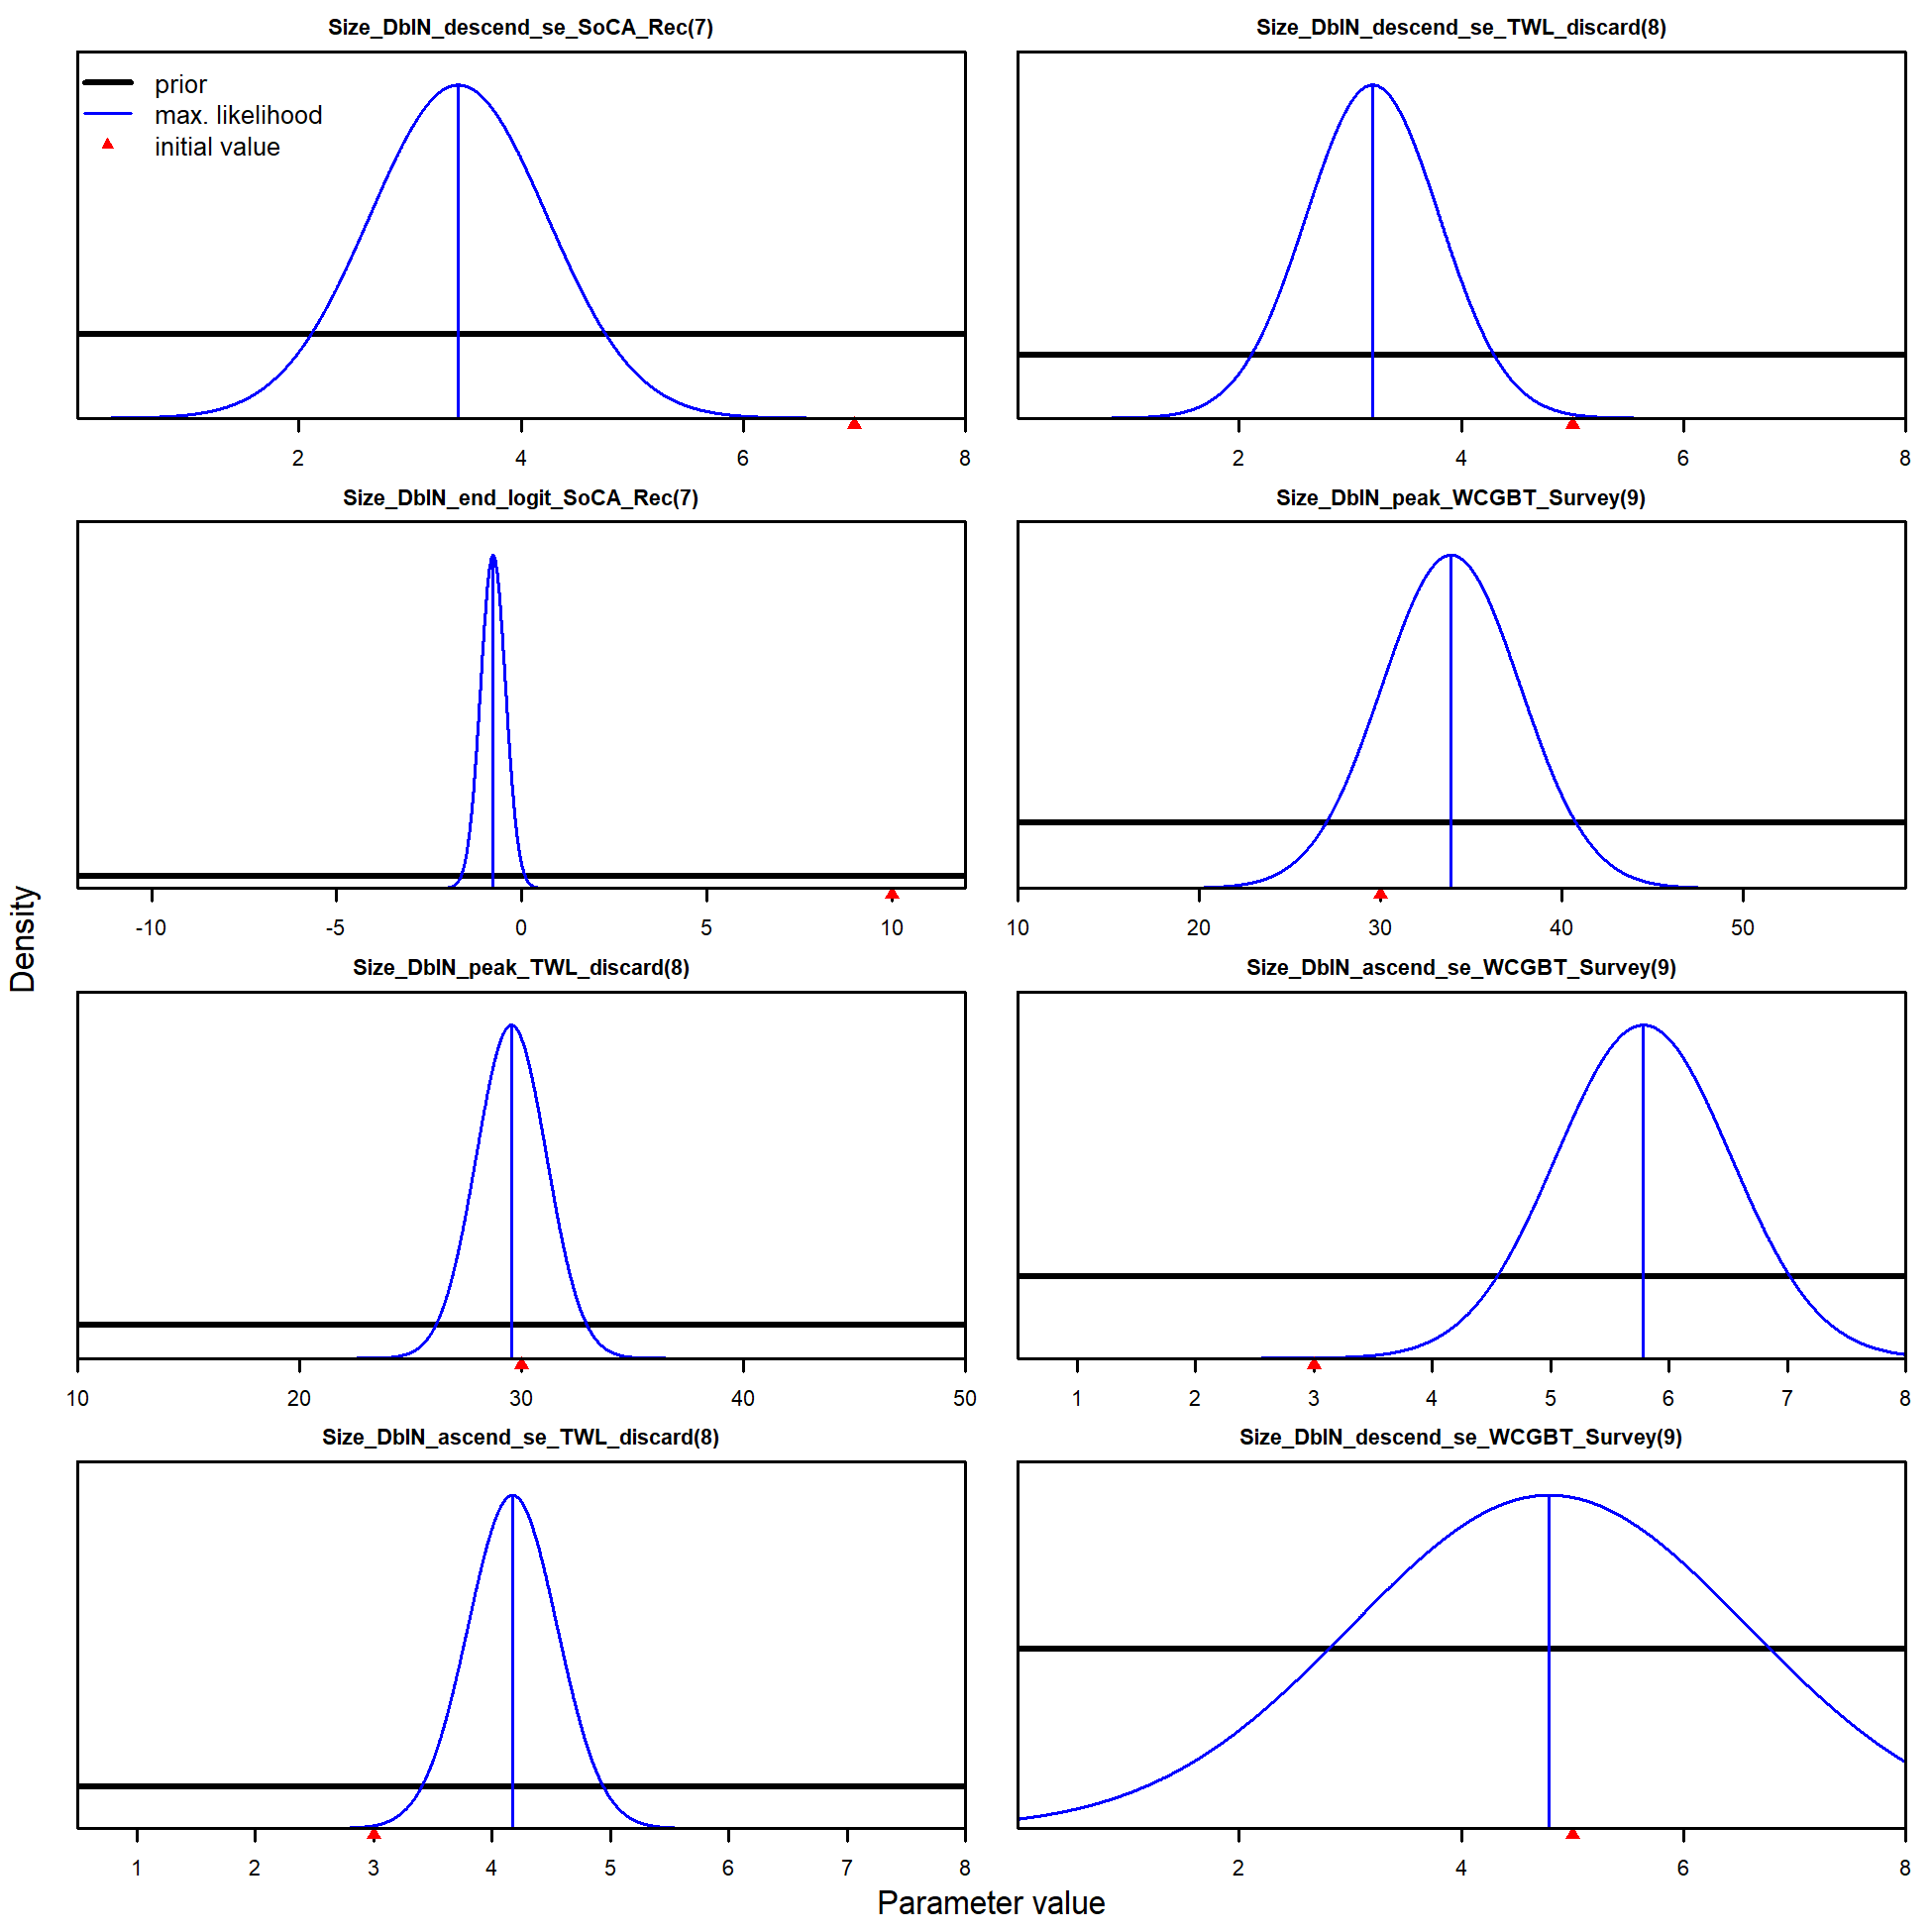 Size_DblN_descend_se_SoCA_Rec(7)
prior
max. likelihood
initial value
2 4 6 8
Size_DblN_descend_se_TWL_discard(8)
2 4 6 8
Size_DblN_end_logit_SoCA_Rec(7)
-10 -5 0 5 10
Size_DblN_peak_WCGBT_Survey(9)
10 20 30 40 50
Density
Size_DblN_peak_TWL_discard(8)
10 20 30 40 50
Size_DblN_ascend_se_WCGBT_Survey(9)
1 2 3 4 5 6 7 8
Size_DblN_ascend_se_TWL_discard(8)
1 2 3 4 5 6 7 8
Size_DblN_descend_se_WCGBT_Survey(9)
2 4 6 8
Parameter value